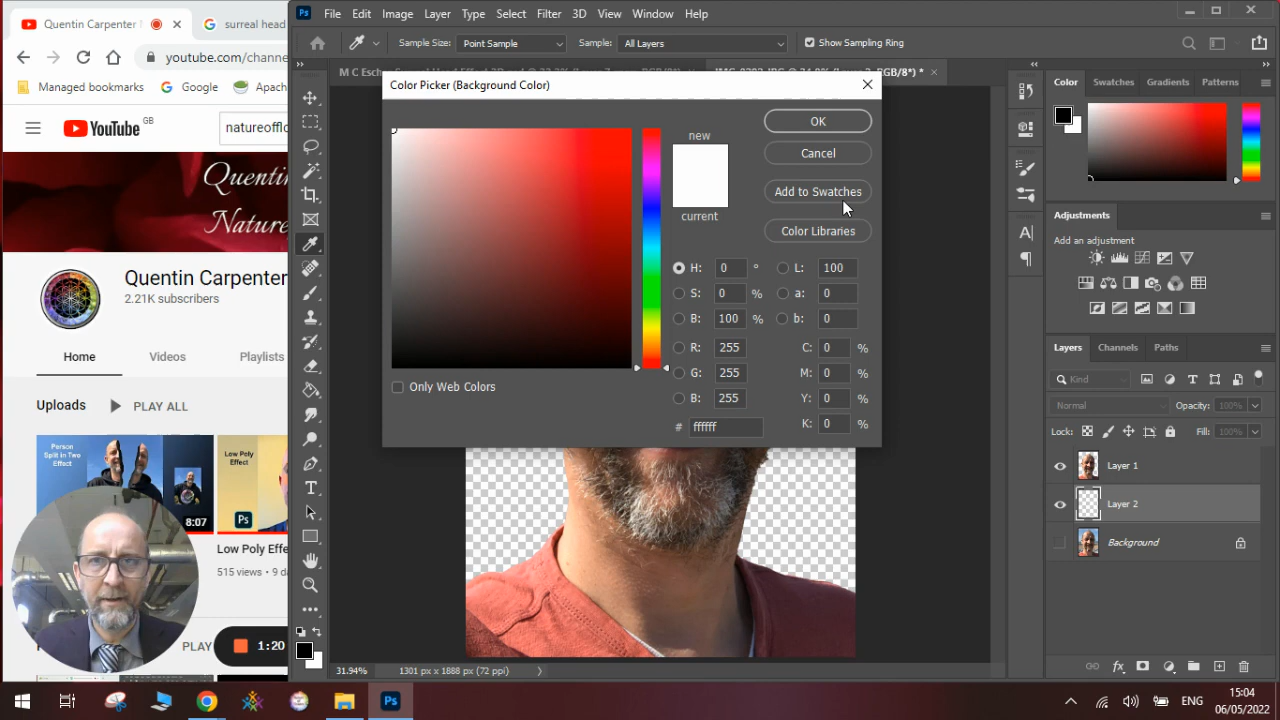 Quentin Carpenter N
surreal head
youtube.com/channe
Managed bookmarks
Google
Apach
YouTube
GB
natureofflo
Quentin
Nature
Quentin Carpenter
2.21K subscribers
Home
Videos
Playlists
Uploads
PLAY ALL
Person
Split in Two
Effect
8:07
Low Poly
Effect
Ps
Low Poly Effe
515 views • 9 da
PLAY
1:20
Ps
File
Edit
Image
Layer
Type
Select
Filter
3D
View
Window
Help
Sample Size:
Point Sample
Sample:
All Layers
Show Sampling Ring
Color Picker (Background Color)
new
current
OK
Cancel
Add to Swatches
Color Libraries
H: 0 °
S: 0 %
B: 100 %
R: 255
G: 255
B: 255
# ffffff
L: 100
a: 0
b: 0
C: 0 %
M: 0 %
Y: 0 %
K: 0 %
Only Web Colors
31.94%
1301 px x 1888 px (72 ppi)
Color
Swatches
Gradients
Patterns
Adjustments
Add an adjustment
Layers
Channels
Paths
Kind
Normal
Opacity: 100%
Lock:
Fill: 100%
Layer 1
Layer 2
Background
Ps
ENG
15:04
06/05/2022